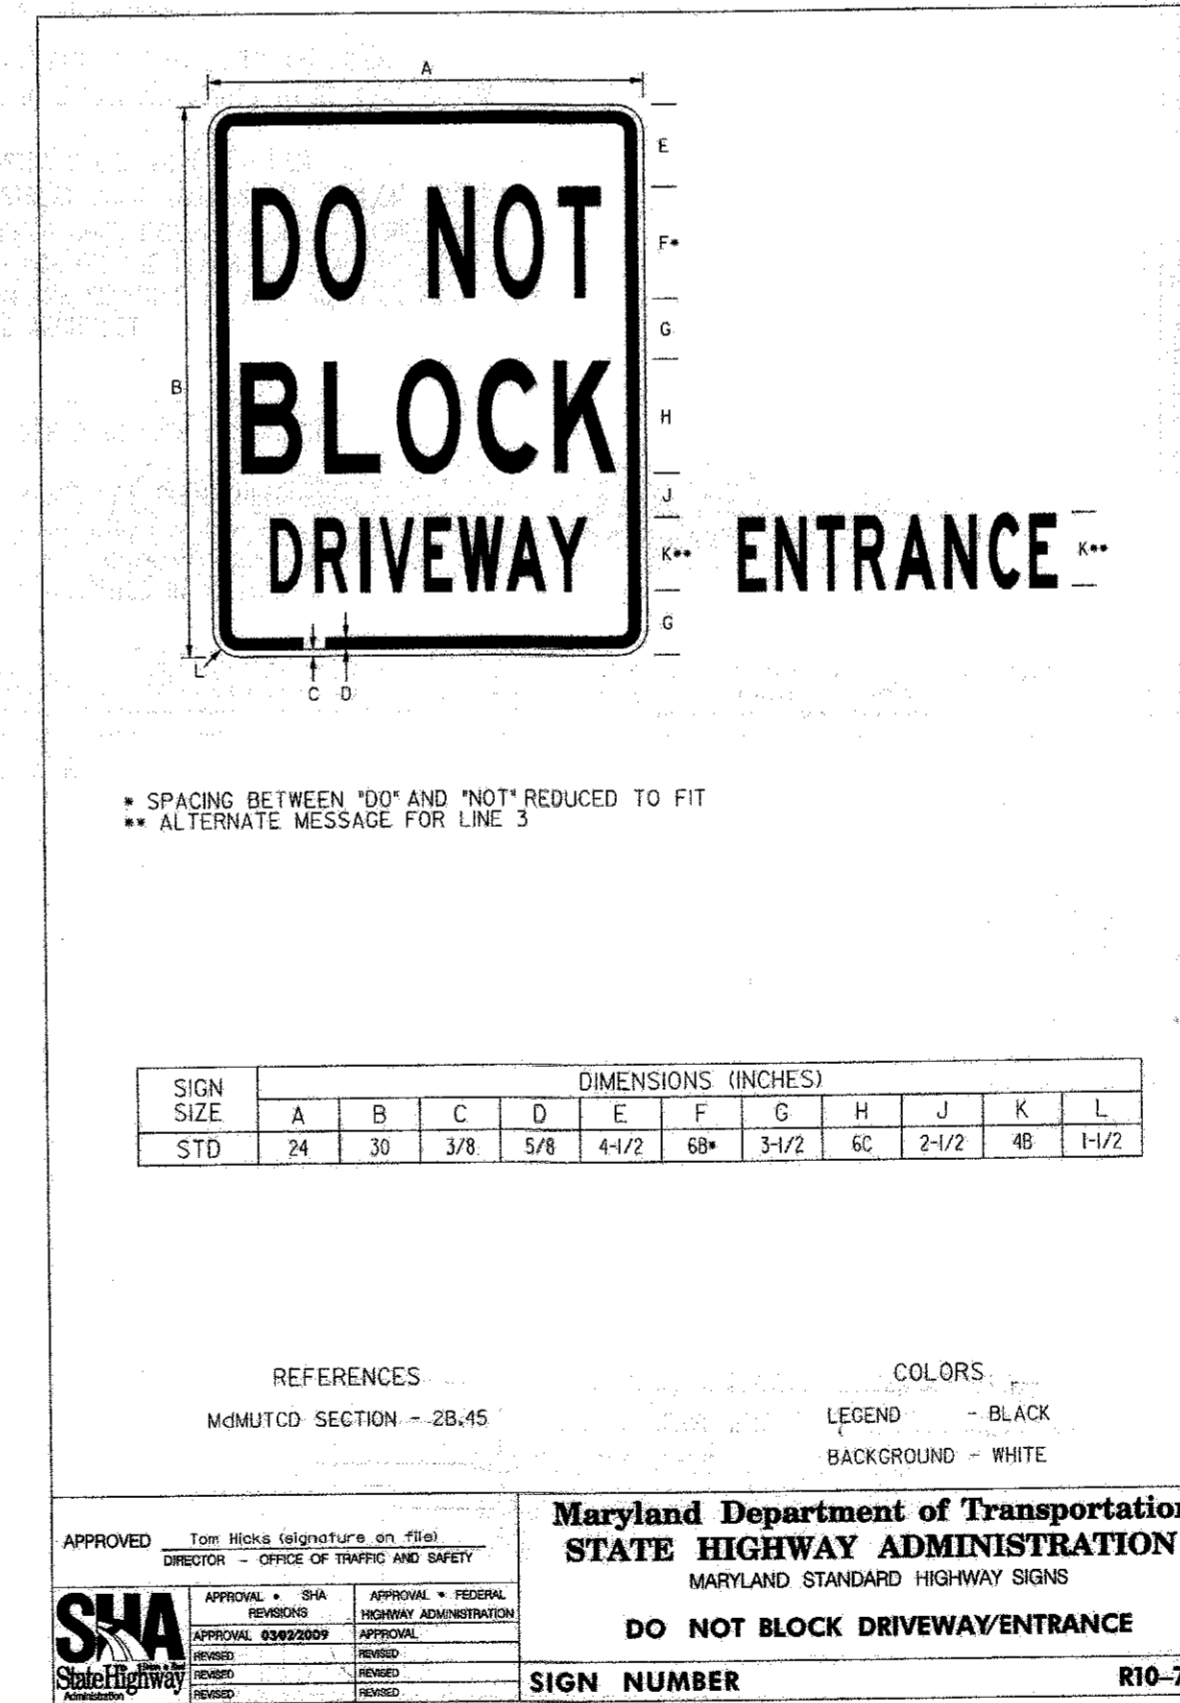 A
E
DO NOT
F*
G
B
BLOCK
H
J
DRIVEWAY
K**
ENTRANCE
K**
G
L
C D
* SPACING BETWEEN "DO" AND "NOT" REDUCED TO FIT
** ALTERNATE MESSAGE FOR LINE 3
SIGN SIZE
DIMENSIONS (INCHES)
A B C D E F G H J K L
STD 24 30 3/8 5/8 4-1/2 6B* 3-1/2 6C 2-1/2 4B 1-1/2
REFERENCES
MdMUTCD SECTION - 2B.45
COLORS
LEGEND - BLACK
BACKGROUND - WHITE
APPROVED Tom Hicks (signature on file)
DIRECTOR - OFFICE OF TRAFFIC AND SAFETY
SHA
StateHighway
Administration
APPROVAL • SHA
REVISIONS
APPROVAL • FEDERAL
HIGHWAY ADMINISTRATION
APPROVAL 03/02/2009
APPROVAL
REVISED
REVISED
REVISED
REVISED
REVISED
REVISED
Maryland Department of Transportation
STATE HIGHWAY ADMINISTRATION
MARYLAND STANDARD HIGHWAY SIGNS
DO NOT BLOCK DRIVEWAY/ENTRANCE
SIGN NUMBER R10-7